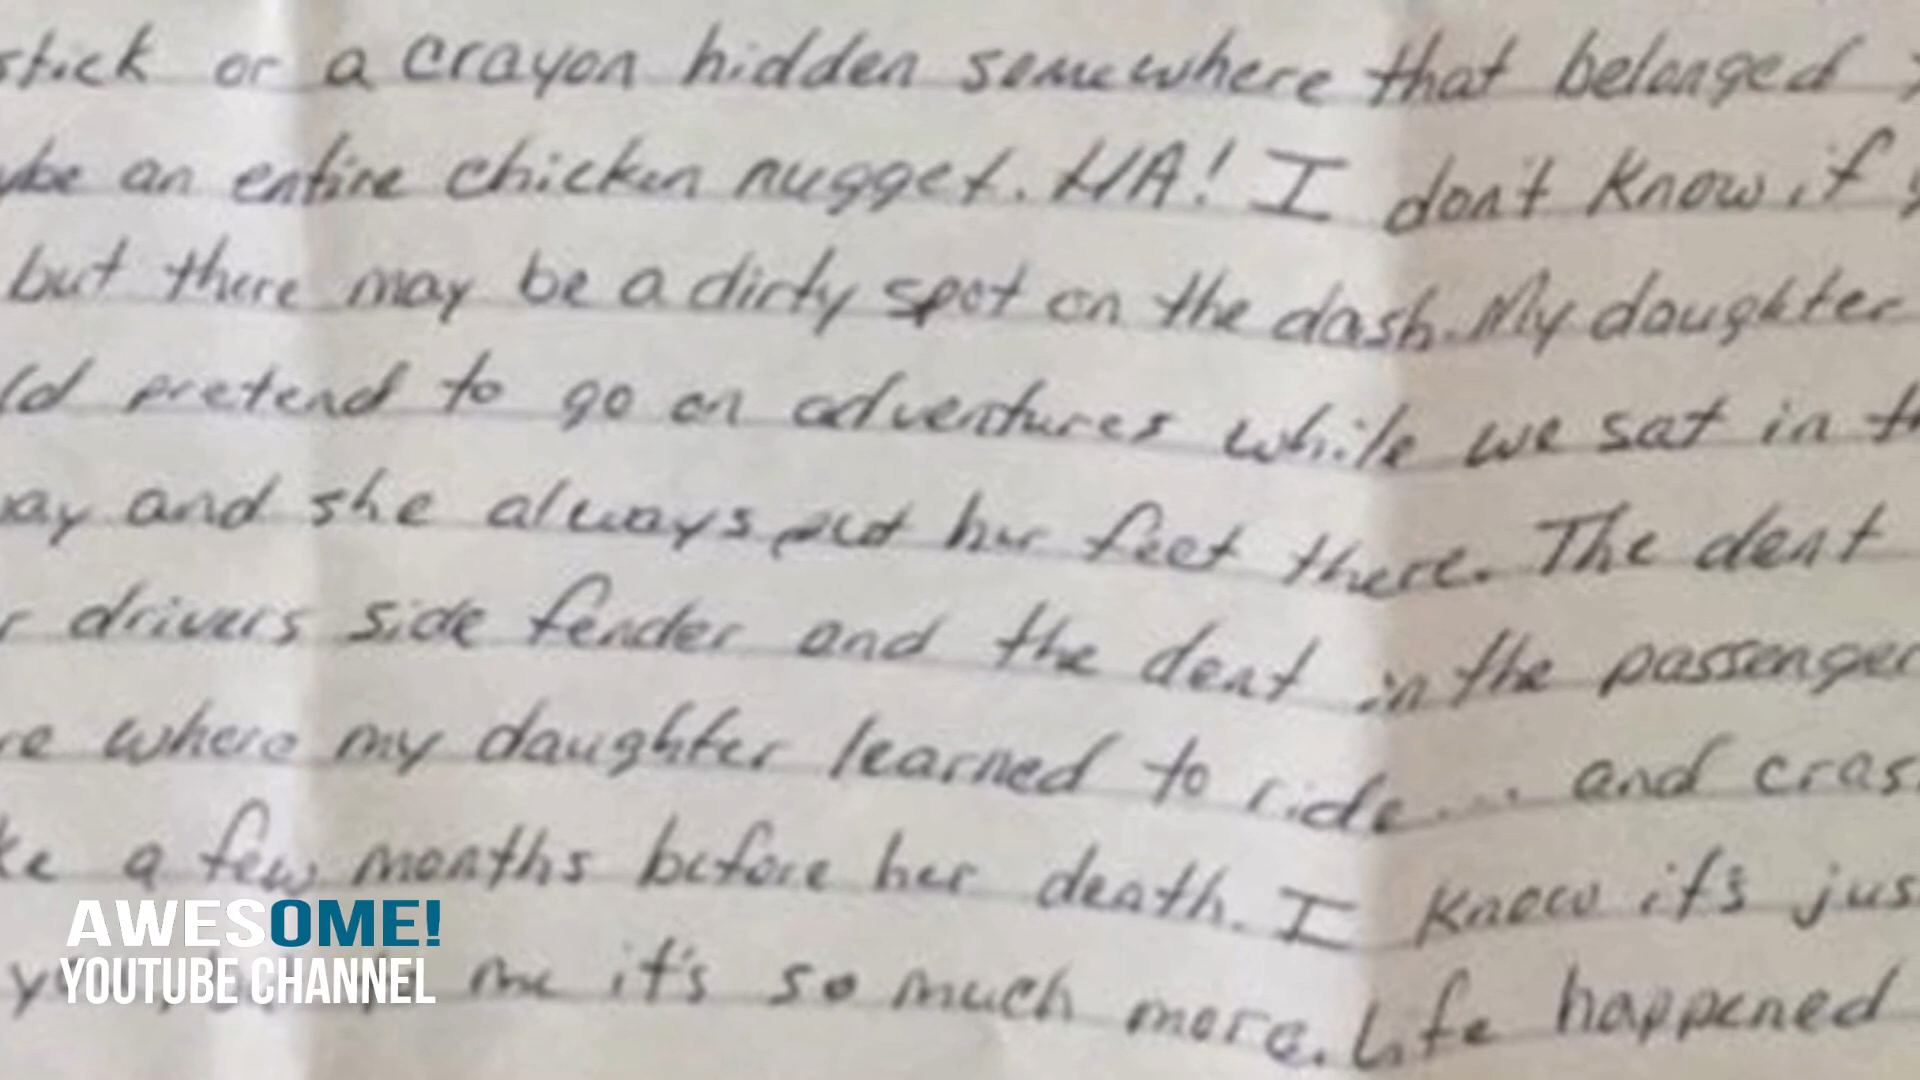 stick or a crayon hidden somewhere that belonged
an entire chicken nugget. HA! I don't know if
but there may be a dirty spot on the dash. My daughter
pretend to go on adventures while we sat in
and she always put her feet there. The dent
drivers side fender and the dent in the passenger
where my daughter learned to ride... and
a few months before her death. I know it's
me it's so much more. Life happened
AWESOME!
YOUTUBE CHANNEL